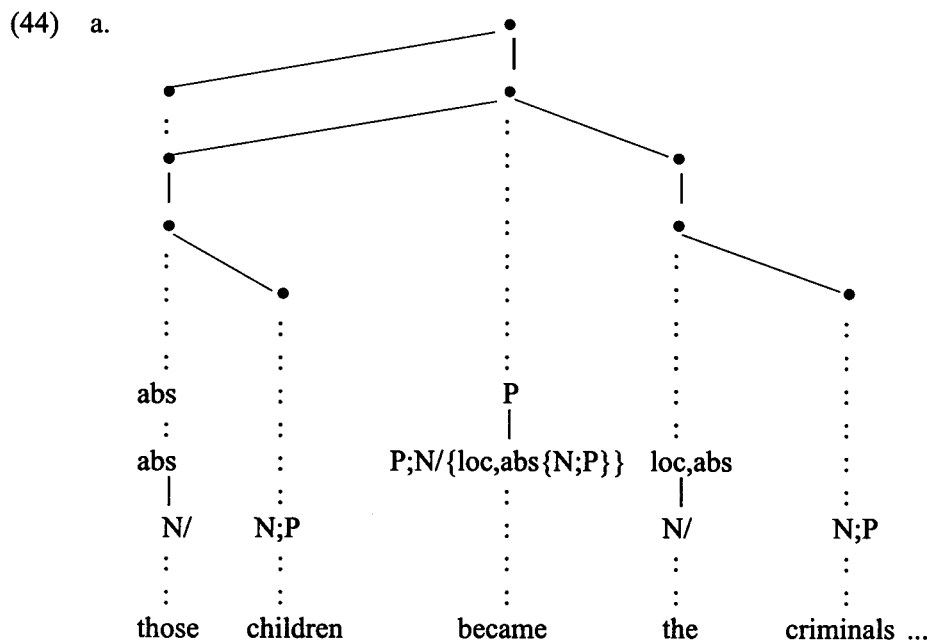 (44) a.
abs P
abs P;N/{loc,abs{N;P}} loc,abs
N/ N;P N/ N;P
those children became the criminals ...